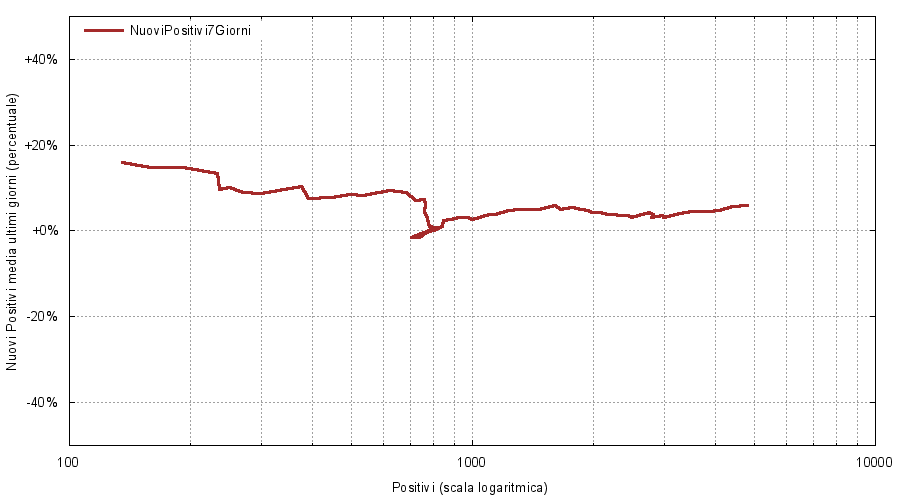 NuoviPositivi7Giorni
+40%
+20%
+0%
-20%
-40%
Nuovi Positivi media ultimi giorni (percentuale)
100
1000
10000
Positivi (scala logaritmica)